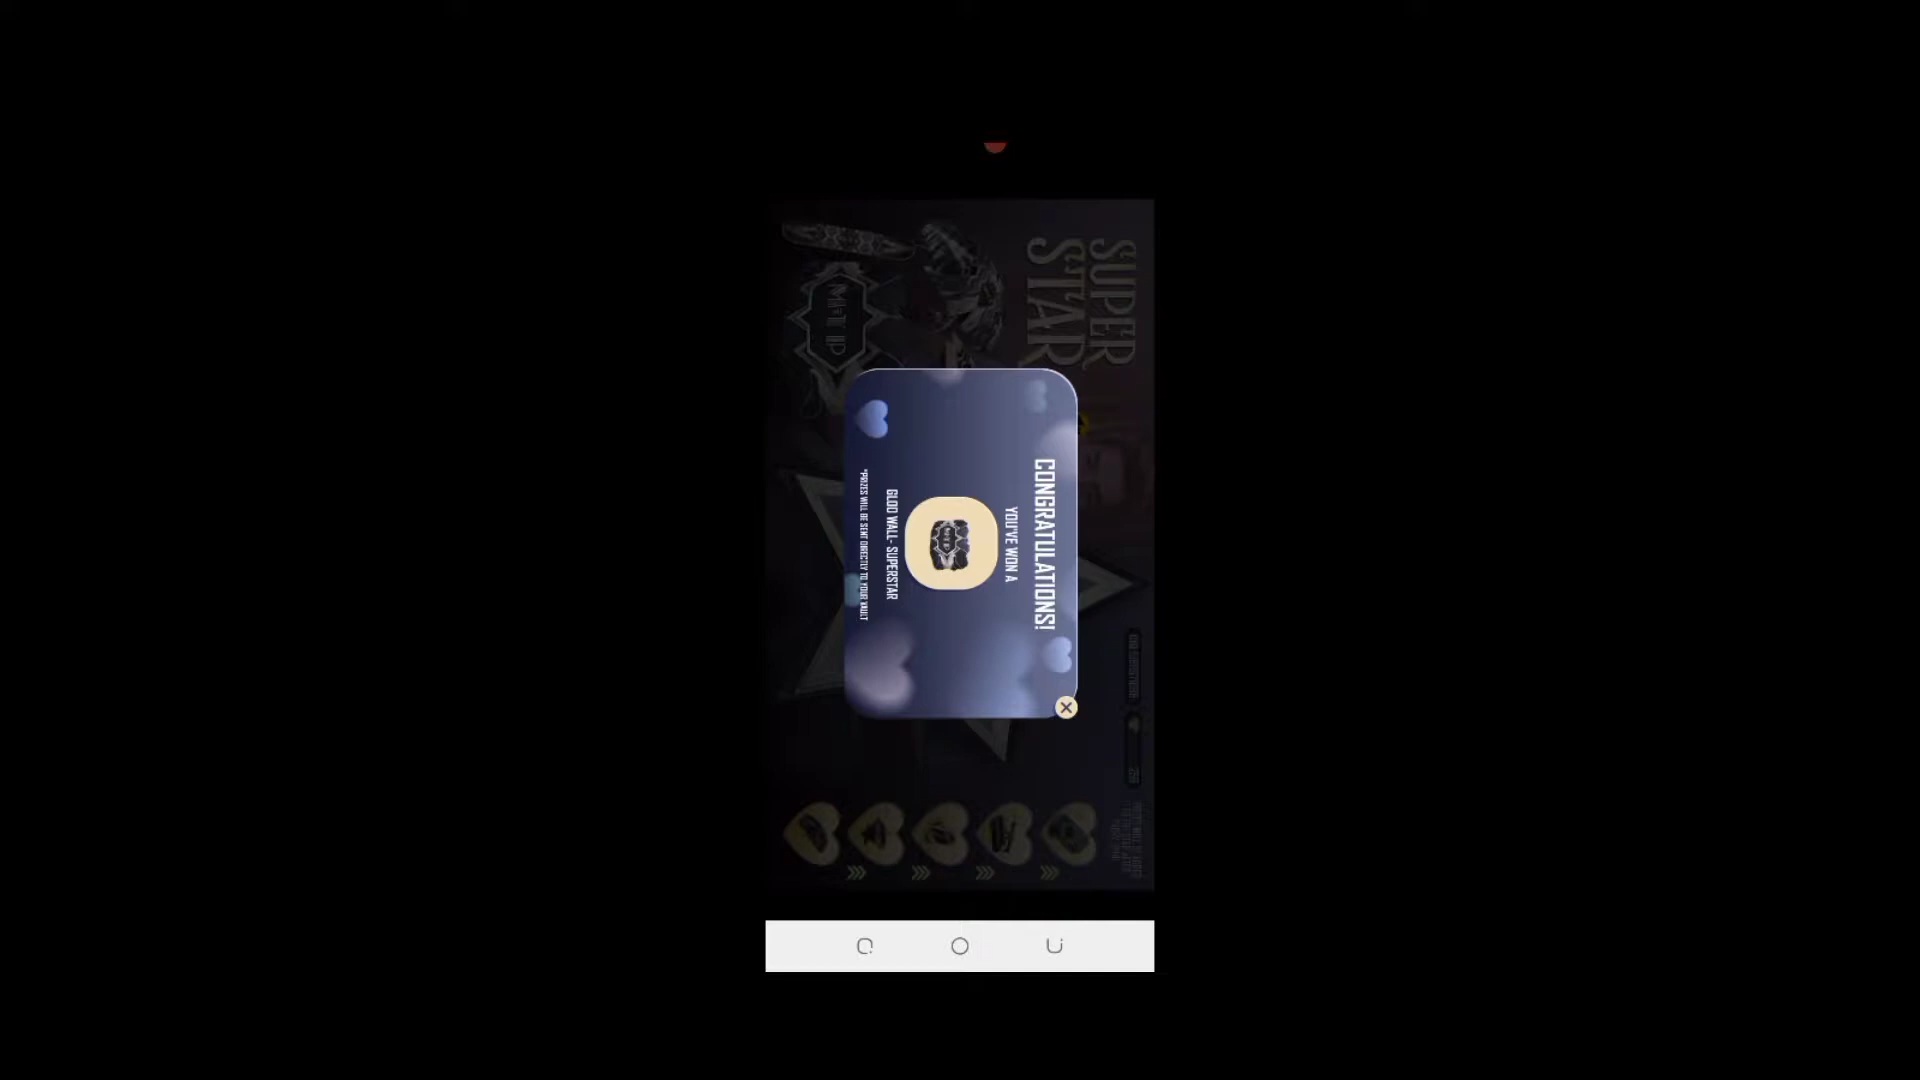 SUPER
STAR
CONGRATULATIONS!
YOU'VE WON A
GLOO WALL- SUPERSTAR
*PRIZES WILL BE SENT DIRECTLY TO YOUR VAULT